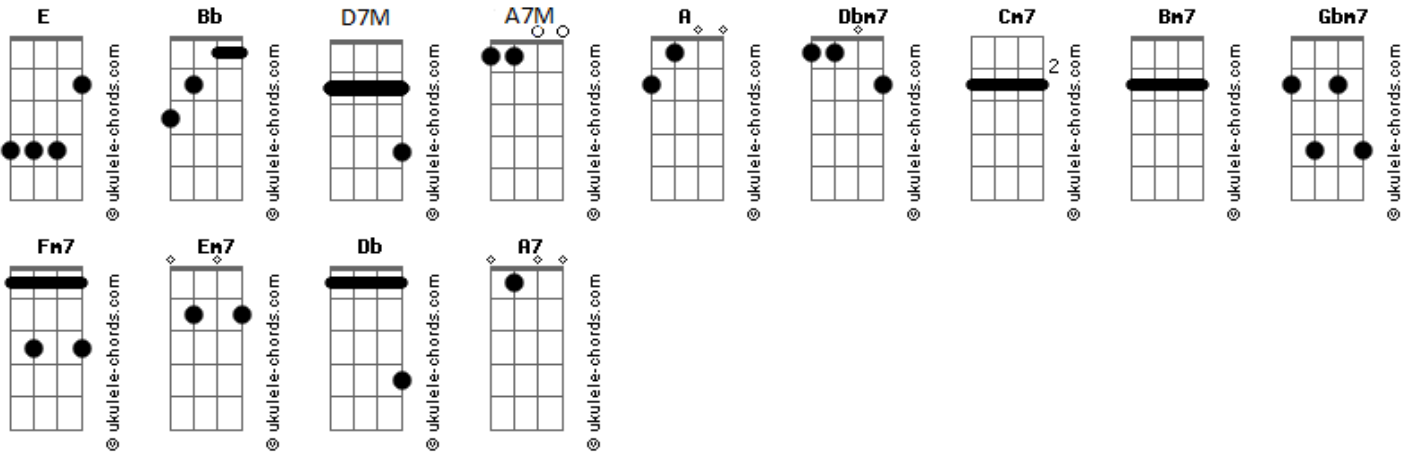 E Bb D7M A7M A Dbm7 Cm7 Bm7 Gbm7
2
© ukulele-chords.com © ukulele-chords.com © ukulele-chords.com © ukulele-chords.com © ukulele-chords.com © ukulele-chords.com © ukulele-chords.com © ukulele-chords.com © ukulele-chords.com
Fm7 Em7 Db A7
© ukulele-chords.com © ukulele-chords.com © ukulele-chords.com © ukulele-chords.com